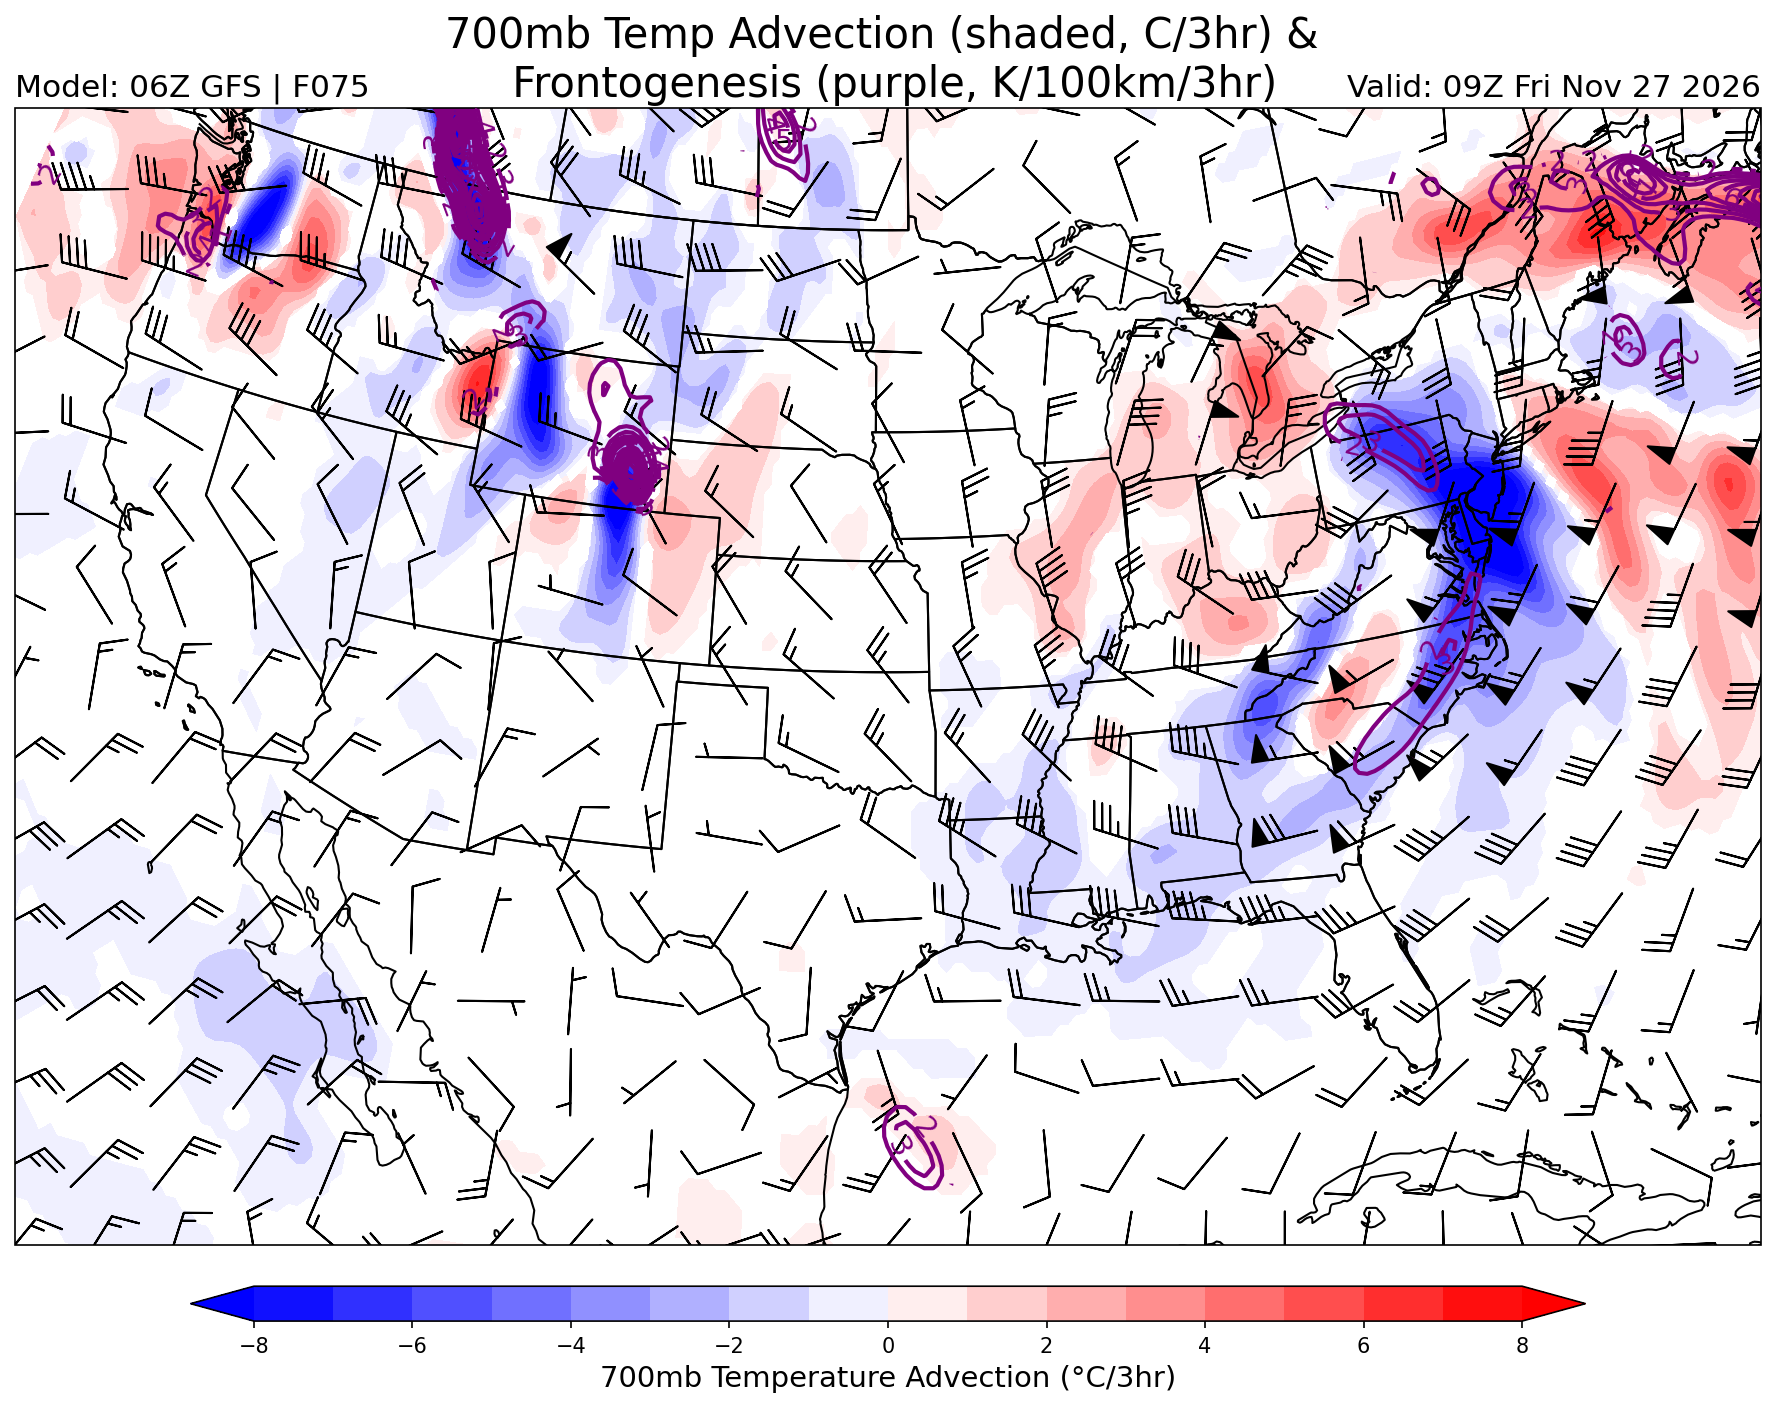 700mb Temp Advection (shaded, C/3hr) &
Model: 06Z GFS | F075
Frontogenesis (purple, K/100km/3hr)
Valid: 09Z Fri Nov 27 2026
−8 −6 −4 −2 0 2 4 6 8
700mb Temperature Advection (°C/3hr)